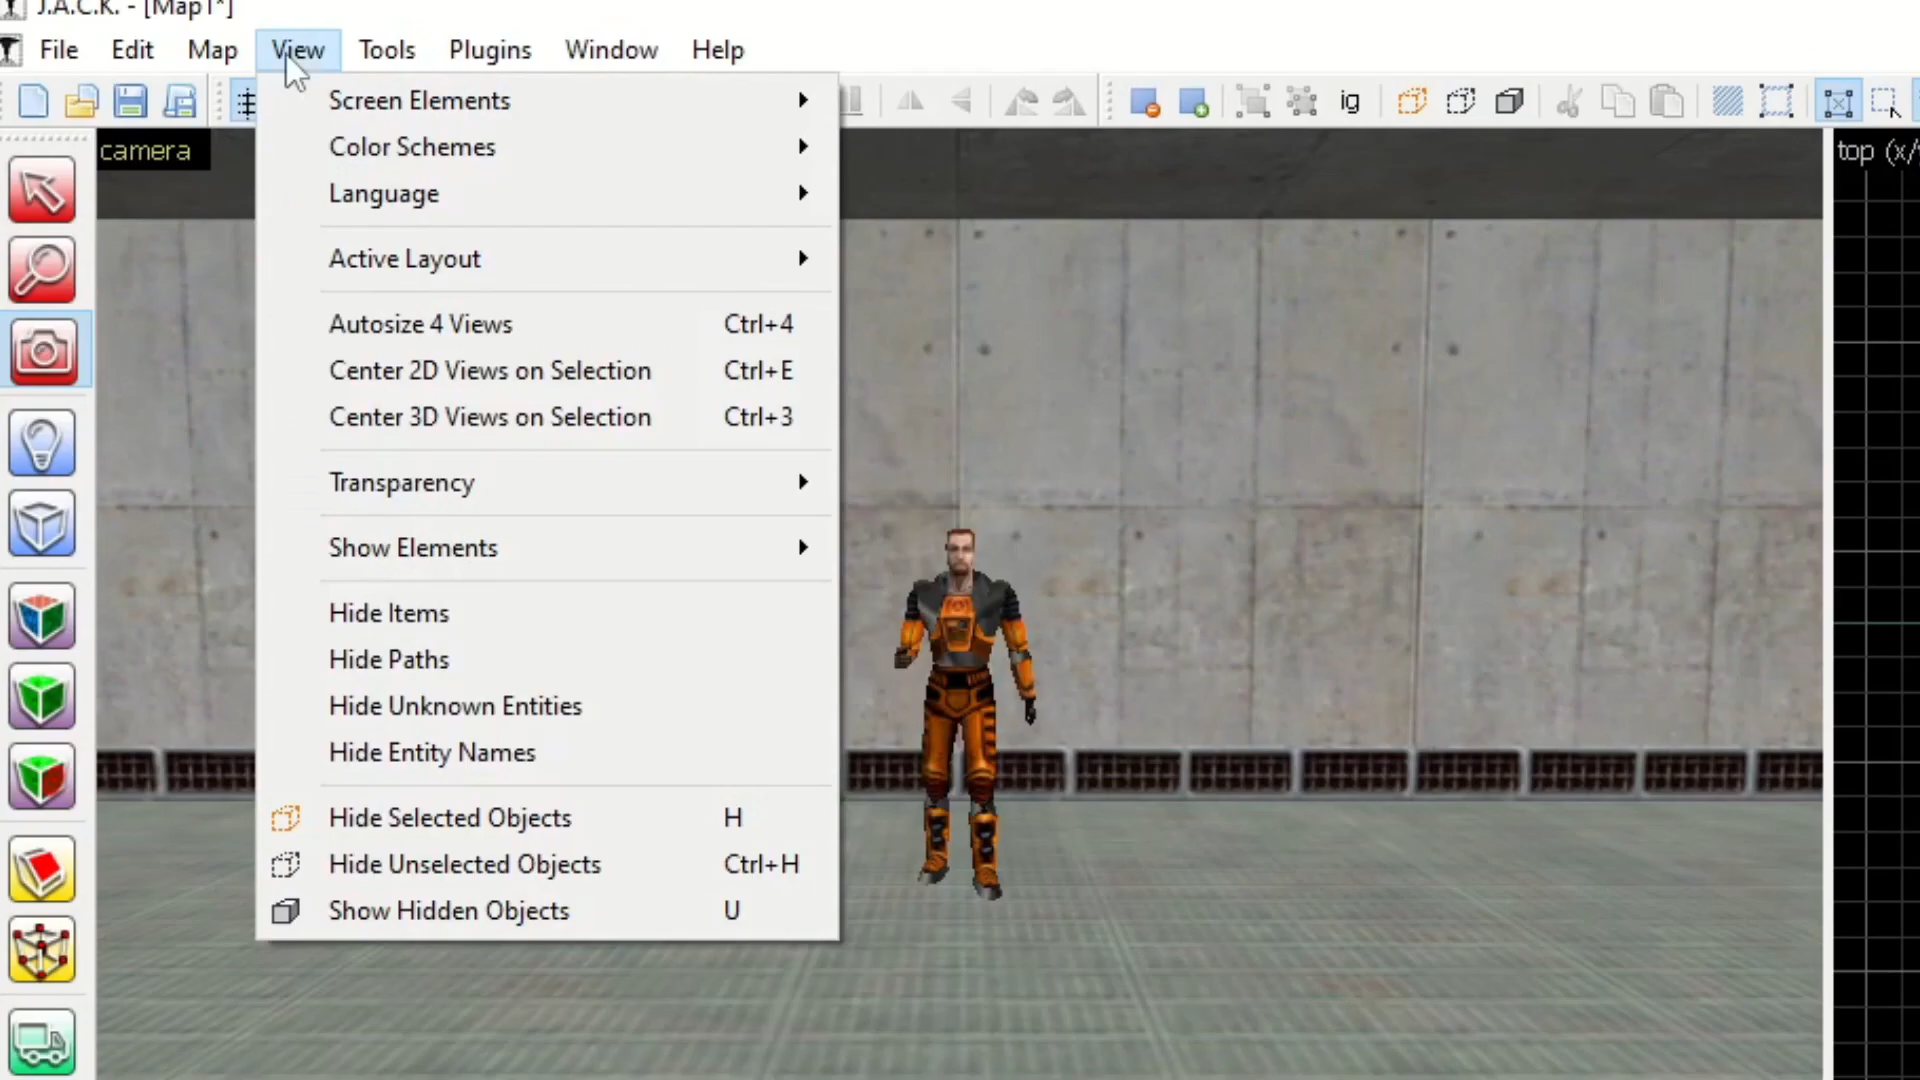 J.A.C.K. - [Map1*]
File Edit Map View Tools Plugins Window Help
ig
camera
top (x/y
Screen Elements
Color Schemes
Language
Active Layout
Autosize 4 Views Ctrl+4
Center 2D Views on Selection Ctrl+E
Center 3D Views on Selection Ctrl+3
Transparency
Show Elements
Hide Items
Hide Paths
Hide Unknown Entities
Hide Entity Names
Hide Selected Objects H
Hide Unselected Objects Ctrl+H
Show Hidden Objects U